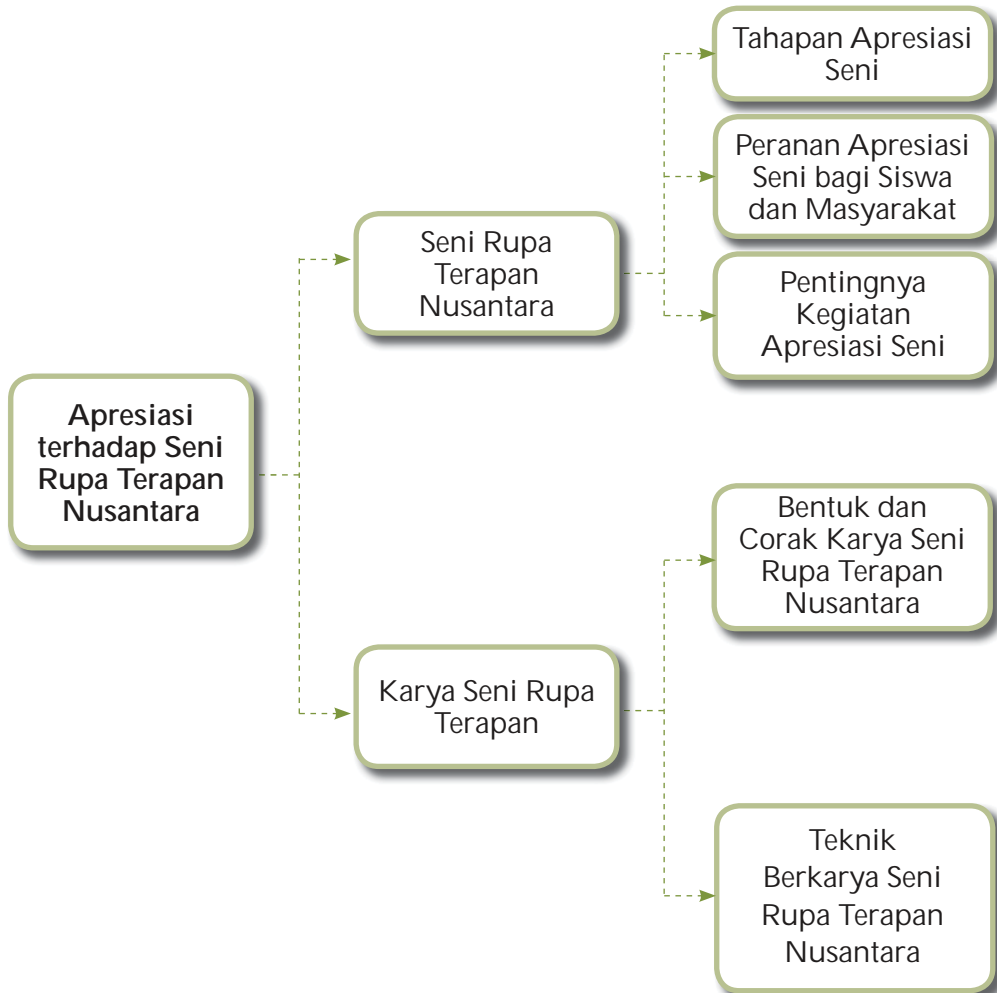 Apresiasi
terhadap Seni
Rupa Terapan
Nusantara
Seni Rupa
Terapan
Nusantara
Tahapan Apresiasi
Seni
Peranan Apresiasi
Seni bagi Siswa
dan Masyarakat
Pentingnya
Kegiatan
Apresiasi Seni
Karya Seni Rupa
Terapan
Bentuk dan
Corak Karya Seni
Rupa Terapan
Nusantara
Teknik
Berkarya Seni
Rupa Terapan
Nusantara